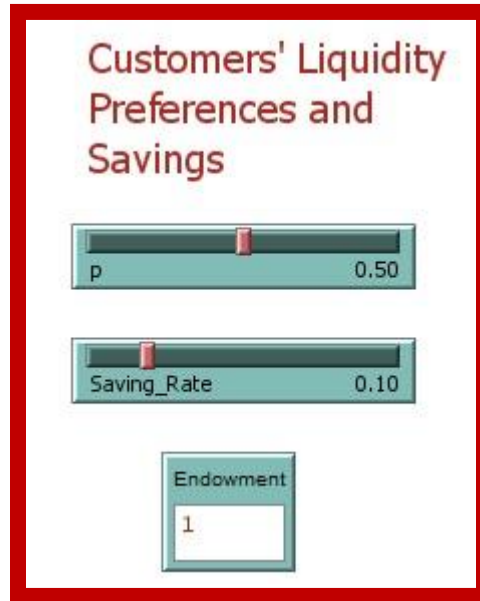 Customers' Liquidity
Preferences and
Savings
p 0.50
Saving_Rate 0.10
Endowment
1